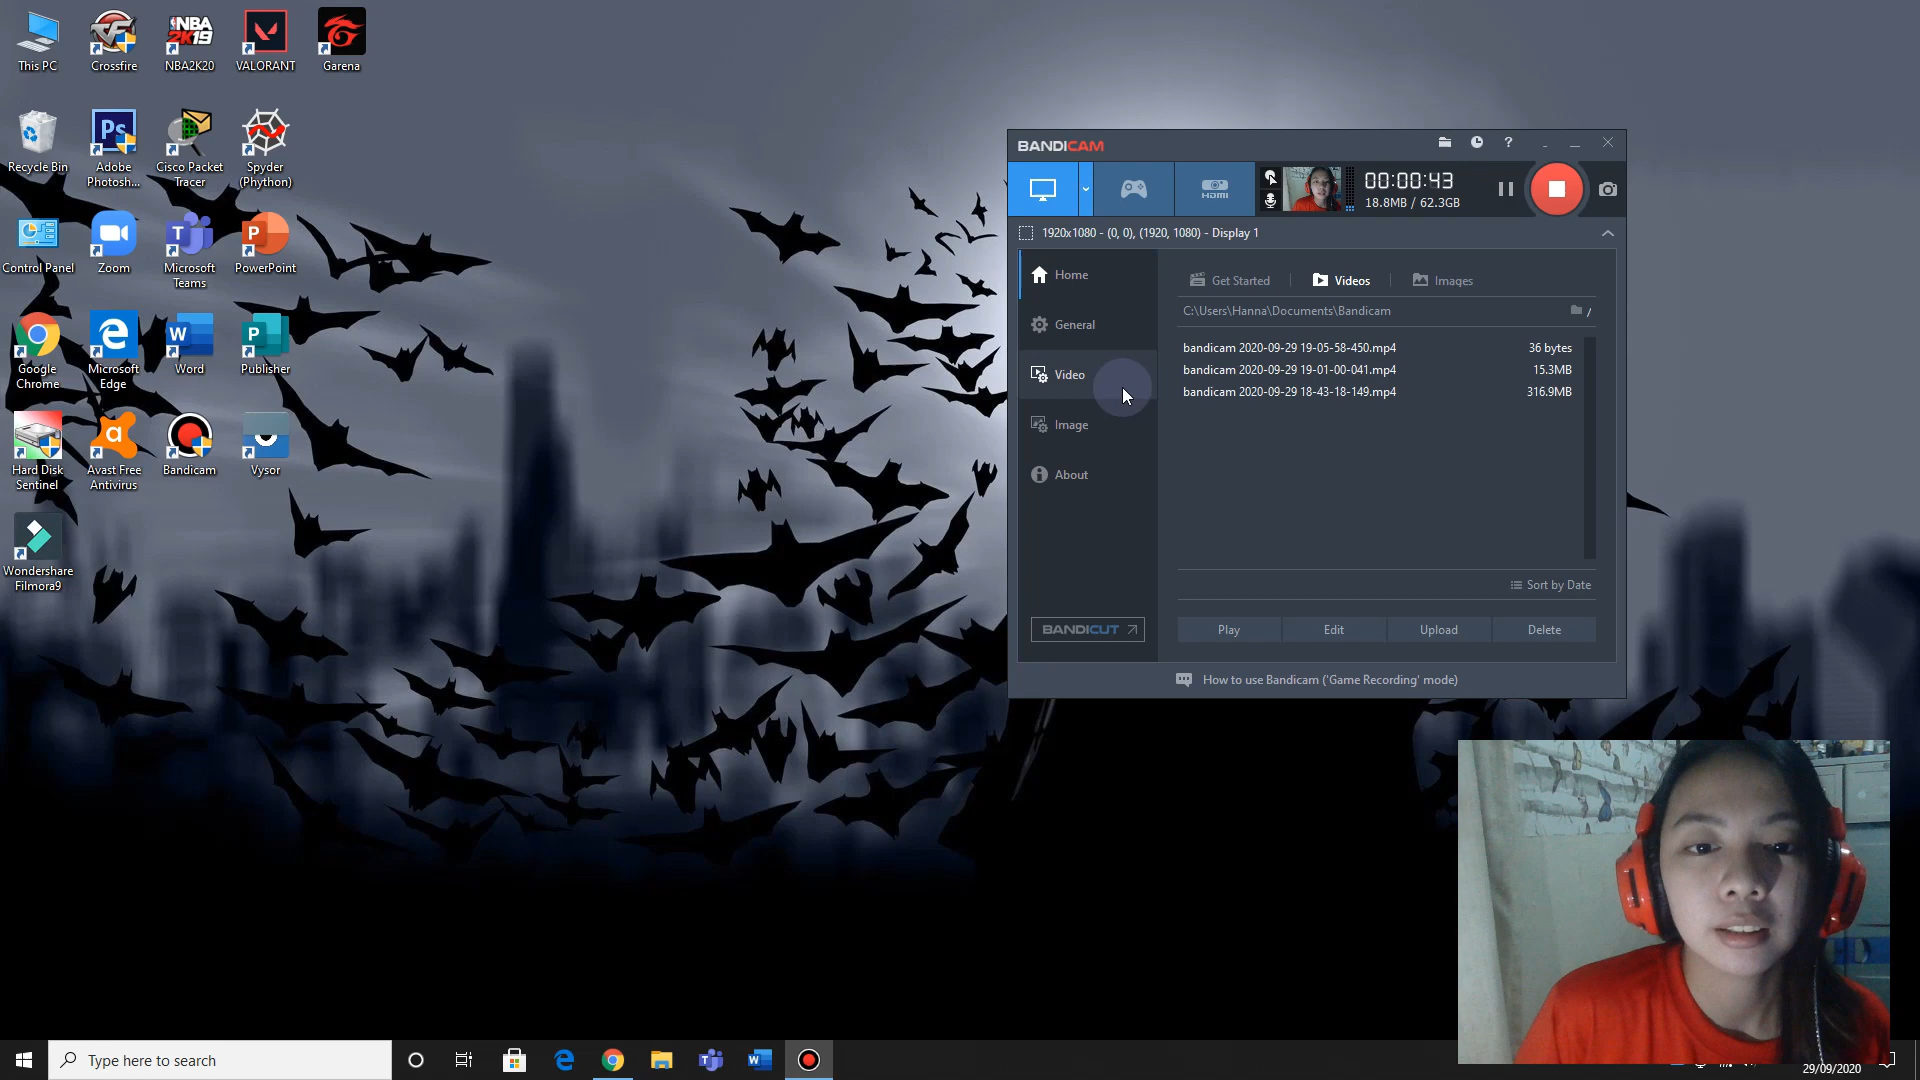 This PC
Crossfire
NBA2K20
VALORANT
Garena
Recycle Bin
Adobe
Photosh...
Cisco Packet
Tracer
Spyder
(Phython)
Control Panel
Zoom
Microsoft
Teams
PowerPoint
Google
Chrome
Microsoft
Edge
Word
Publisher
Hard Disk
Sentinel
Avast Free
Antivirus
Bandicam
Vysor
Wondershare
Filmora9
NBA
2K19
Ps
BANDICAM
?
HDMI
00:00:43
18.8MB / 62.3GB
1920x1080 - (0, 0), (1920, 1080) - Display 1
Home
General
Video
Image
About
BANDICUT
Get Started
Videos
Images
C:\Users\Hanna\Documents\Bandicam
bandicam 2020-09-29 19-05-58-450.mp4 36 bytes
bandicam 2020-09-29 19-01-00-041.mp4 15.3MB
bandicam 2020-09-29 18-43-18-149.mp4 316.9MB
Sort by Date
Play
Edit
Upload
Delete
How to use Bandicam ('Game Recording' mode)
Type here to search
29/09/2020